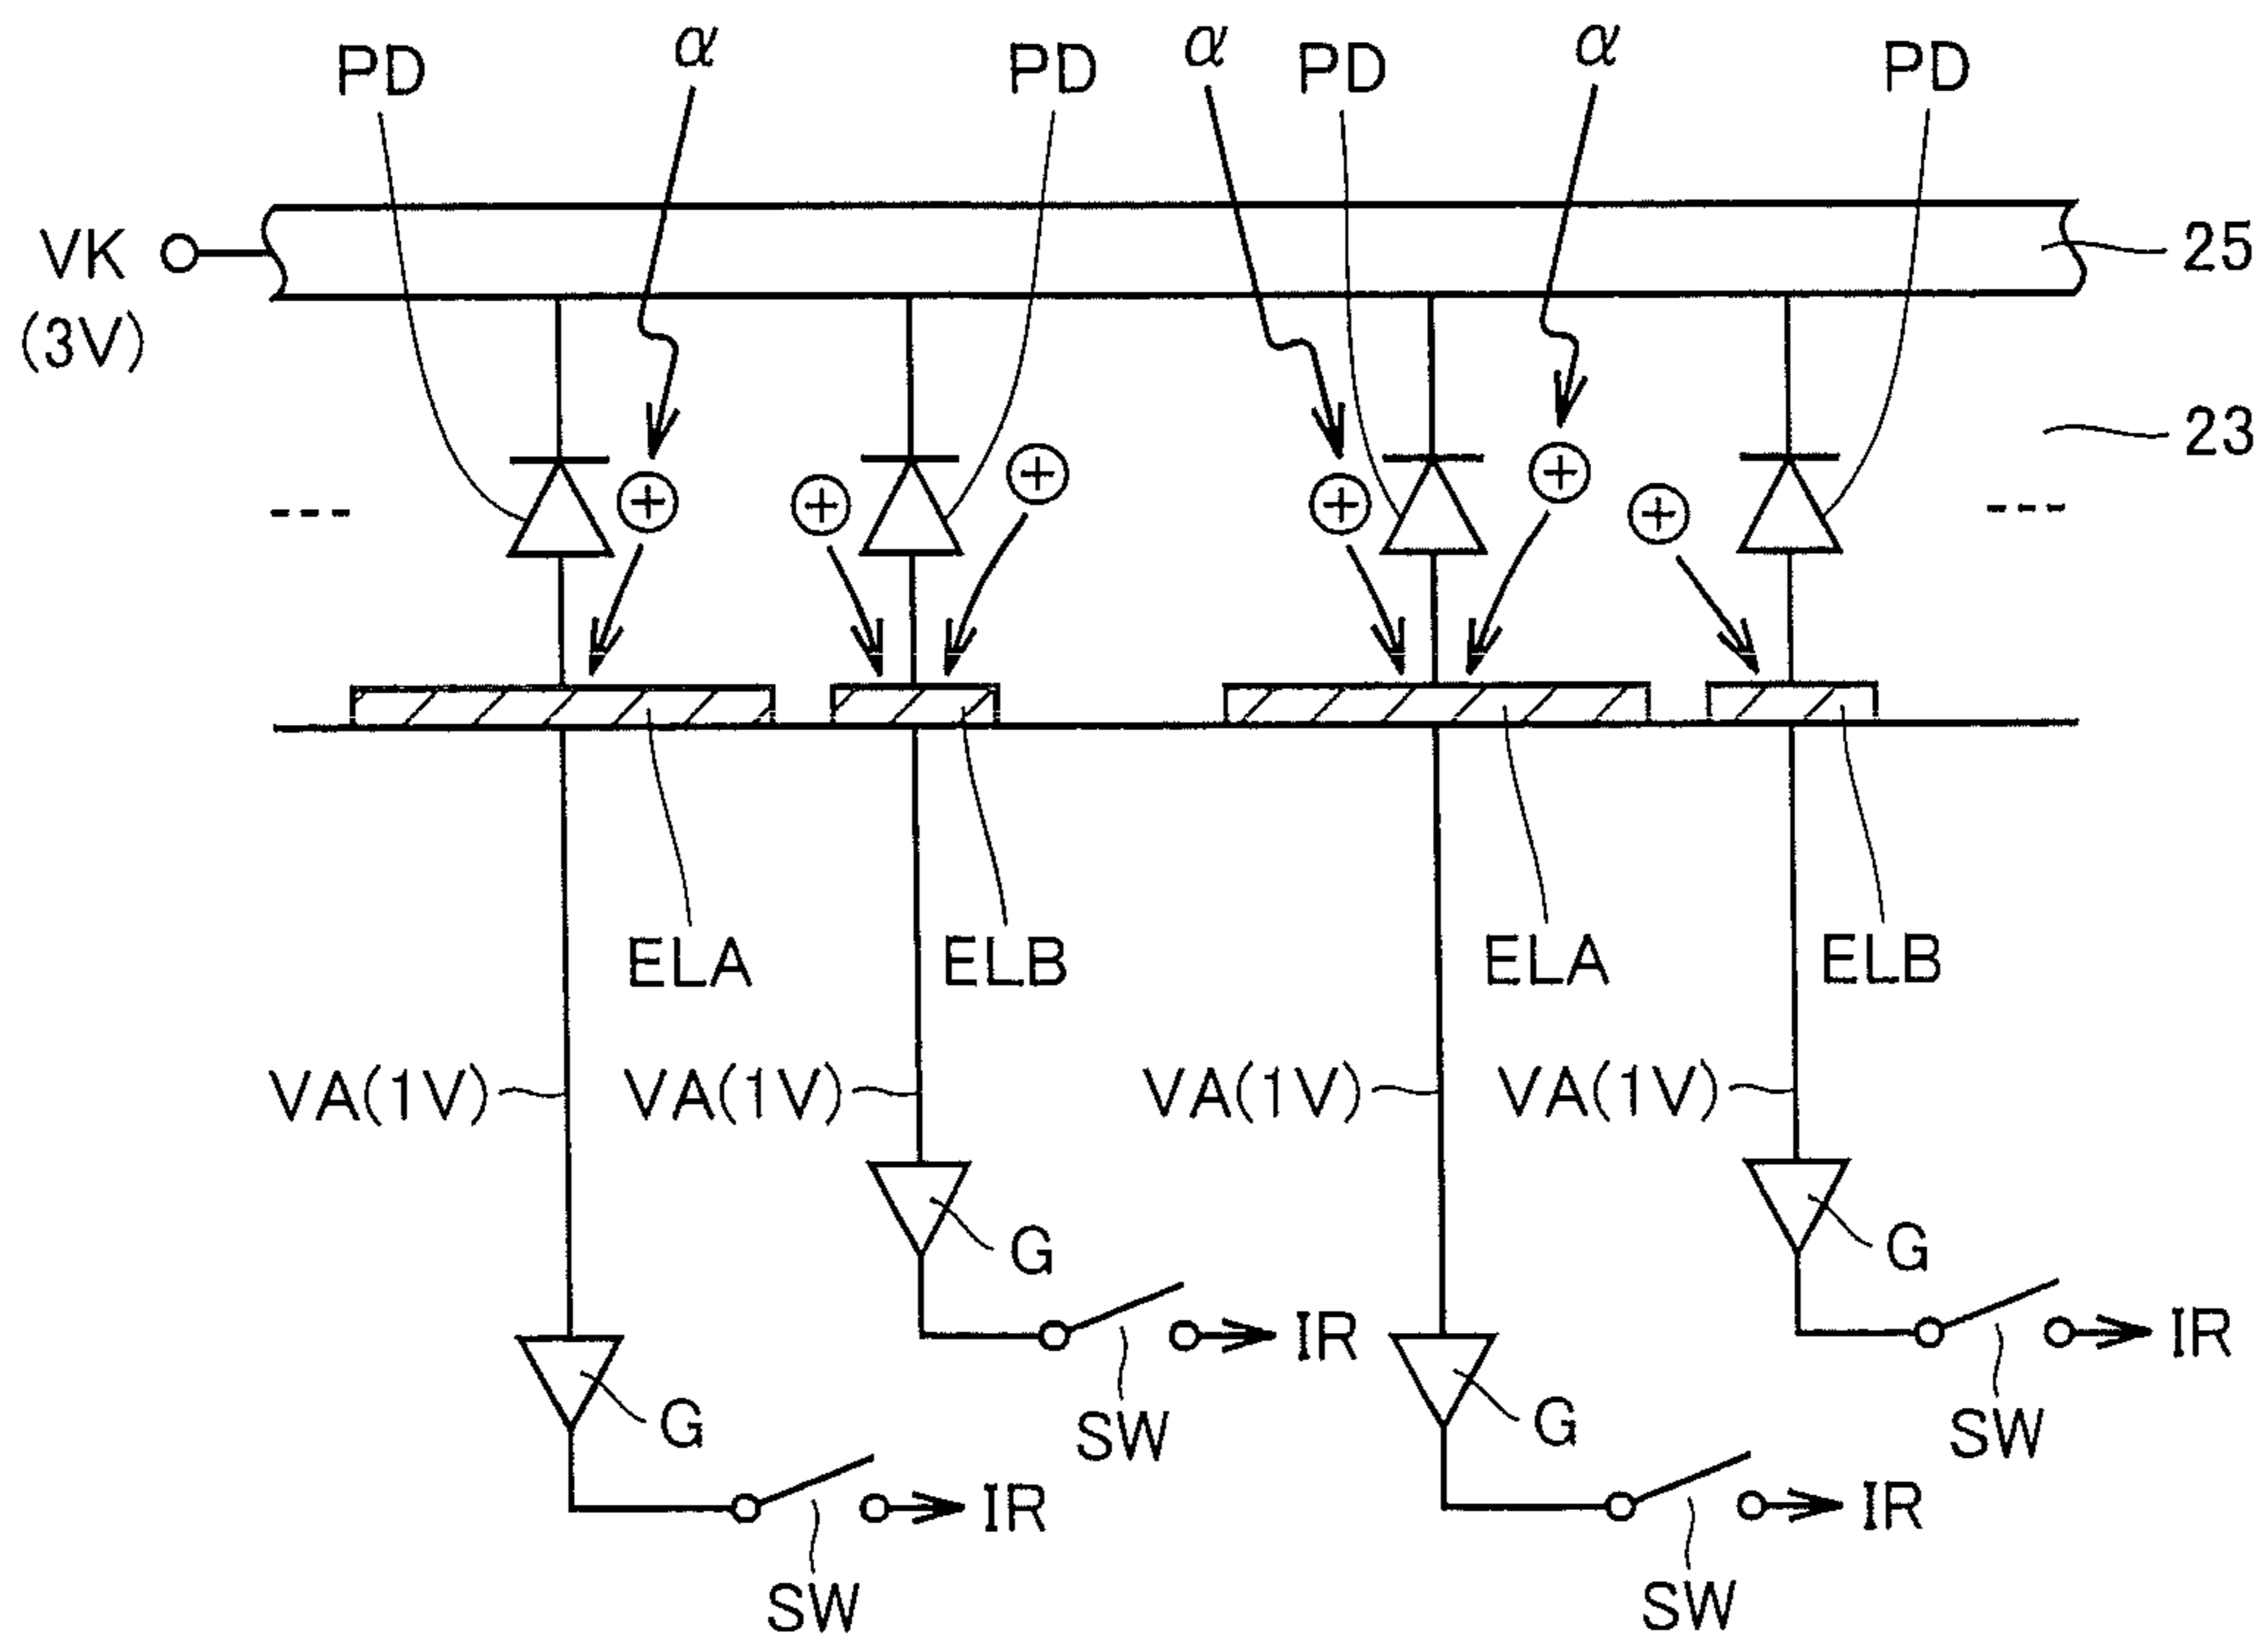 PD α PD α PD α PD
VK 25
(3V)
23
+ + + + + +
ELA ELB ELA ELB
VA(1V) VA(1V) VA(1V) VA(1V)
G G
IR IR
G SW G SW
IR IR
SW SW